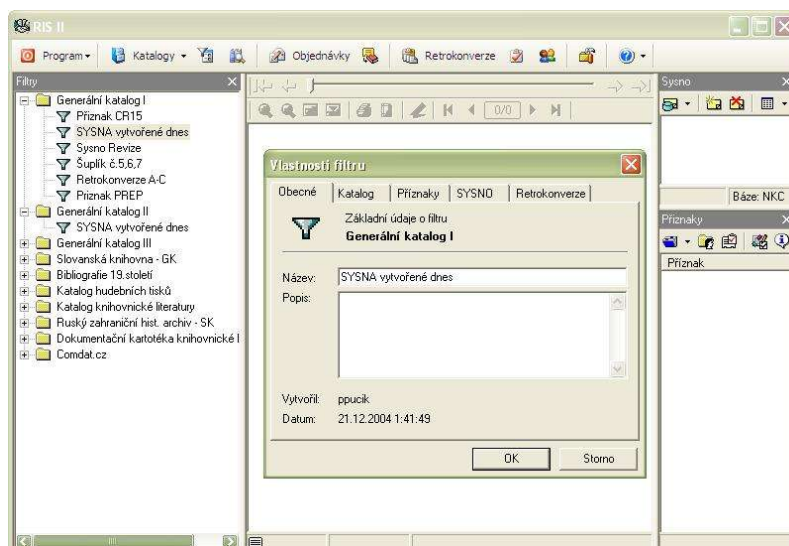 RIS II
Program Katalogy Objednávky Retrokonverze
Filtry
Generální katalog I
Příznak CR15
SYSNA vytvořené dnes
Sysno Revize
Šuplík č.5,6,7
Retrokonverze A-C
Priznak PREP
Generální katalog II
SYSNA vytvořené dnes
Generální katalog III
Slovanská knihovna - GK
Bibliografie 19.století
Katalog hudebních tisků
Katalog knihovnické literatury
Ruský zahraniční hist. archiv - SK
Dokumentační kartotéka knihovnické l
Comdat.cz
0/0
Vlastnosti filtru
Obecné Katalog Příznaky SYSNO Retrokonverze
Základní údaje o filtru
Generální katalog I
Název: SYSNA vytvořené dnes
Popis:
Vytvořil: ppucik
Datum: 21.12.2004 1:41:49
OK Storno
Sysno
Báze: NKC
Příznaky
Příznak